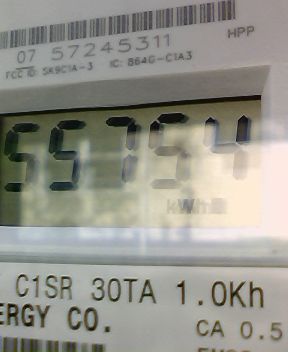 HPP
07 57245311
FCC ID: SK9C1A-3 IC: 864G-C1A3
55754
kWh
C1SR 30TA 1.0Kh
ERGY CO.
CA 0.5